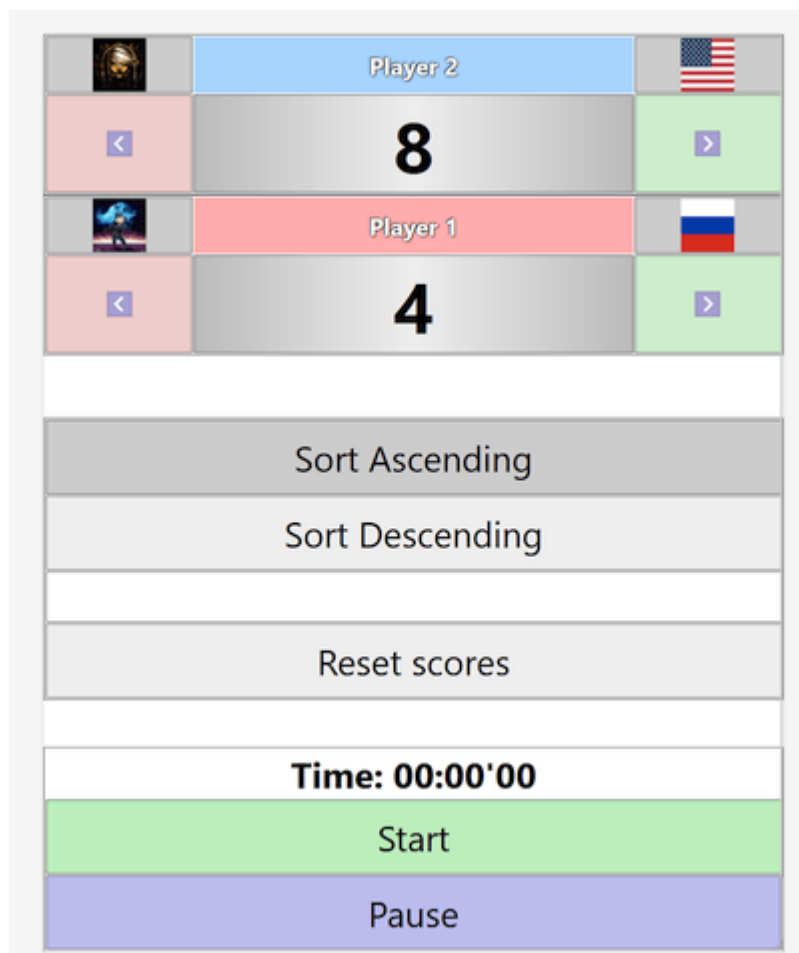 Player 2
8
Player 1
4
Sort Ascending
Sort Descending
Reset scores
Time: 00:00'00
Start
Pause